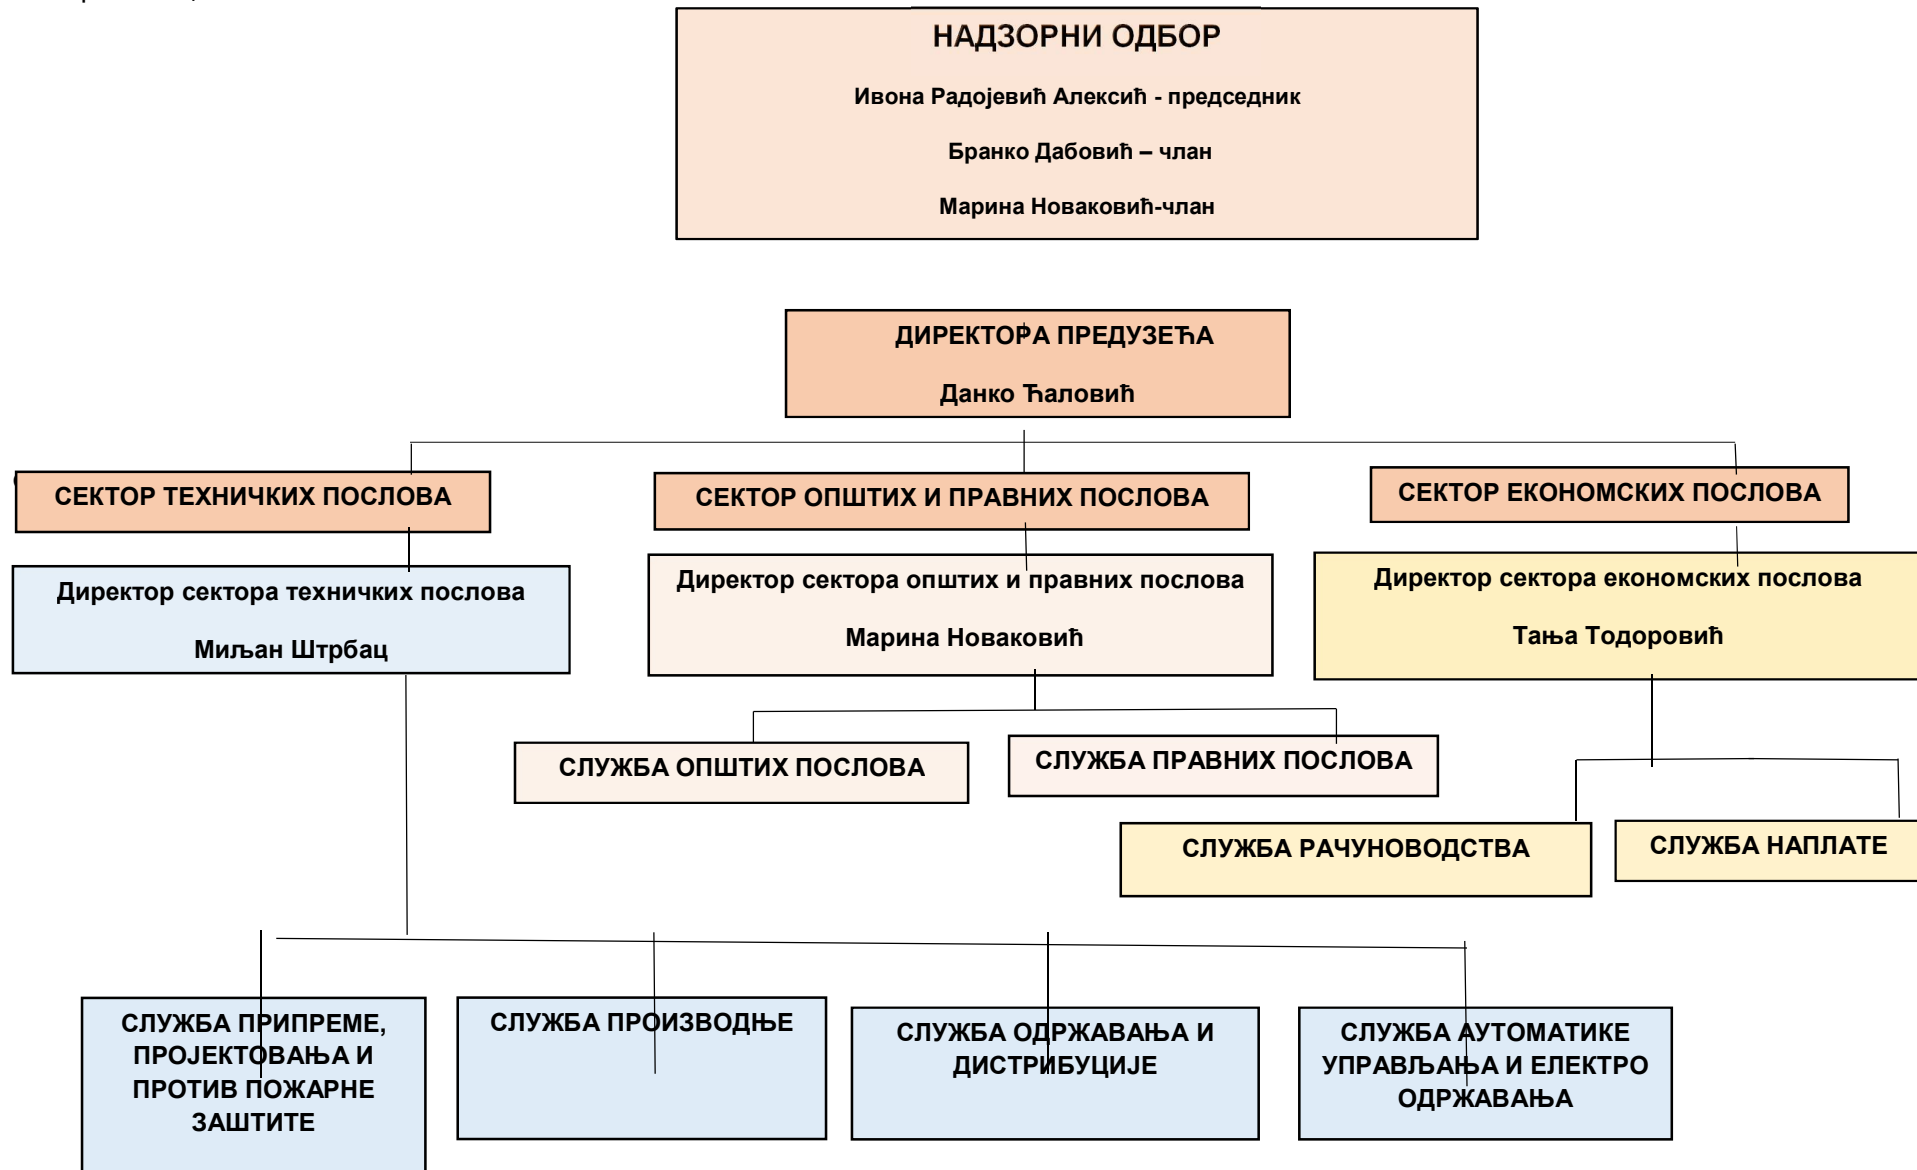 НАДЗОРНИ ОДБОР
Ивона Радојевић Алексић - председник
Бранко Дабовић – члан
Марина Новаковић-члан
ДИРЕКТОРА ПРЕДУЗЕЋА
Данко Ћаловић
СЕКТОР ТЕХНИЧКИХ ПОСЛОВА
СЕКТОР ОПШТИХ И ПРАВНИХ ПОСЛОВА
СЕКТОР ЕКОНОМСКИХ ПОСЛОВА
Директор сектора техничких послова
Миљан Штрбац
Директор сектора општих и правних послова
Марина Новаковић
Директор сектора економских послова
Тања Тодоровић
СЛУЖБА ОПШТИХ ПОСЛОВА
СЛУЖБА ПРАВНИХ ПОСЛОВА
СЛУЖБА РАЧУНОВОДСТВА
СЛУЖБА НАПЛАТЕ
СЛУЖБА ПРИПРЕМЕ,
ПРОЈЕКТОВАЊА И
ПРОТИВ ПОЖАРНЕ
ЗАШТИТЕ
СЛУЖБА ПРОИЗВОДЊЕ
СЛУЖБА ОДРЖАВАЊА И
ДИСТРИБУЦИЈЕ
СЛУЖБА АУТОМАТИКЕ
УПРАВЉАЊА И ЕЛЕКТРО
ОДРЖАВАЊА